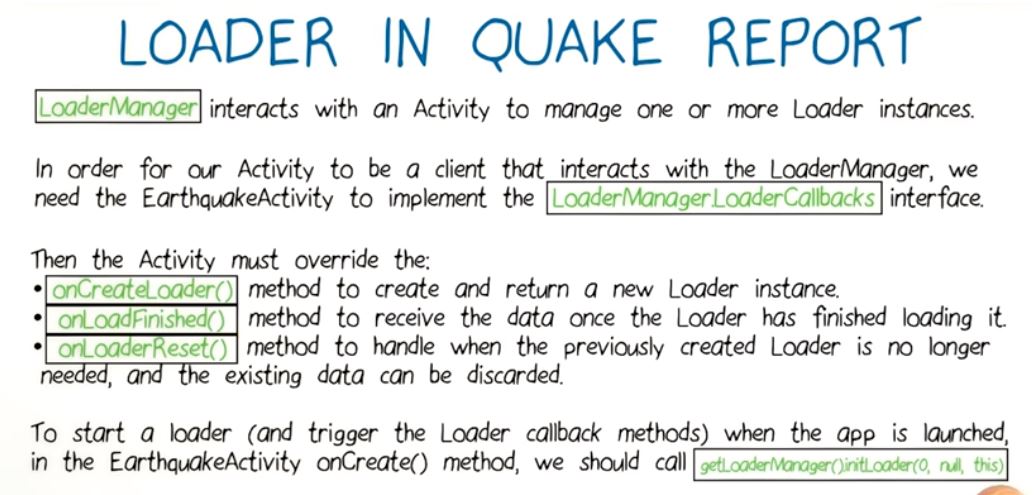 LOADER IN QUAKE REPORT
LoaderManager interacts with an Activity to manage one or more Loader instances.
In order for our Activity to be a client that interacts with the LoaderManager, we
need the EarthquakeActivity to implement the LoaderManager.LoaderCallbacks interface.
Then the Activity must override the:
• onCreateLoader() method to create and return a new Loader instance.
• onLoadFinished() method to receive the data once the Loader has finished loading it.
• onLoaderReset() method to handle when the previously created Loader is no longer
needed, and the existing data can be discarded.
To start a loader (and trigger the Loader callback methods) when the app is launched,
in the EarthquakeActivity onCreate() method, we should call getLoaderManager().initLoader(0, null, this)